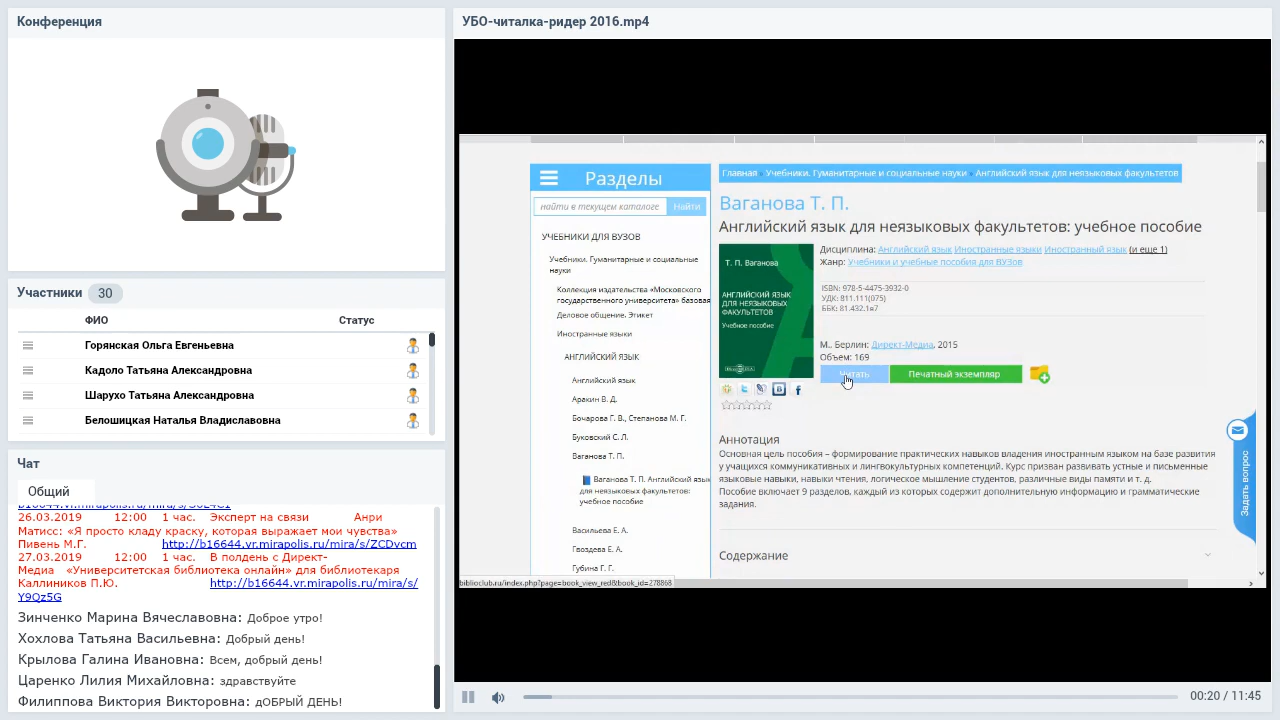 Конференция
Участники 30
ФИО Статус
Горянская Ольга Евгеньевна
Кадоло Татьяна Александровна
Шарухо Татьяна Александровна
Белошицкая Наталья Владиславовна
Чат
Общий
26.03.2019 12:00 1 час. Эксперт на связи Анри
Матисс: «Я просто кладу краску, которая выражает мои чувства»
Пивень М.Г. http://b16644.vr.mirapolis.ru/mira/s/ZCDvcm
27.03.2019 12:00 1 час. В полдень с Директ-
Медиа «Университетская библиотека онлайн» для библиотекаря
Каллиников П.Ю. http://b16644.vr.mirapolis.ru/mira/s/
Y9Qz5G
Зинченко Марина Вячеславовна: Доброе утро!
Хохлова Татьяна Васильевна: Добрый день!
Крылова Галина Ивановна: Всем, добрый день!
Царенко Лилия Михайловна: здравствуйте
Филиппова Виктория Викторовна: дОБРЫЙ ДЕНЬ!
УБО-читалка-ридер 2016.mp4
Разделы
найти в текущем каталоге Найти
УЧЕБНИКИ ДЛЯ ВУЗОВ
Учебники. Гуманитарные и социальные
науки
Коллекция издательства «Московского
государственного университета» базовая
Деловое общение. Этикет
Иностранные языки
АНГЛИЙСКИЙ ЯЗЫК
Английский язык
Аракин В. Д.
Бочарова Г. В., Степанова М. Г.
Буковский С. Л.
Ваганова Т. П.
Ваганова Т. П. Английский язык
для неязыковых факультетов:
учебное пособие
Васильева Е. А.
Гвоздева Е. А.
Губина Г. Г.
biblioclub.ru/index.php?page=book_view_red&book_id=278868
Главная » Учебники. Гуманитарные и социальные науки » Английский язык для неязыковых факультетов
Ваганова Т. П.
Английский язык для неязыковых факультетов: учебное пособие
Т. П. Ваганова
АНГЛИЙСКИЙ ЯЗЫК
ДЛЯ НЕЯЗЫКОВЫХ
ФАКУЛЬТЕТОВ
Учебное пособие
Дисциплина: Английский язык Иностранные языки Иностранный язык (и еще 1)
Жанр: Учебники и учебные пособия для ВУЗов
ISBN: 978-5-4475-3932-0
УДК: 811.111(075)
ББК: 81.432.1я7
М.. Берлин: Директ-Медиа, 2015
Объем: 169
Читать Печатный экземпляр
Аннотация
Основная цель пособия – формирование практических навыков владения иностранным языком на базе развития
у учащихся коммуникативных и лингвокультурных компетенций. Курс призван развивать устные и письменные
языковые навыки, навыки чтения, логическое мышление студентов, различные виды памяти и т. д.
Пособие включает 9 разделов, каждый из которых содержит дополнительную информацию и грамматические
задания.
Содержание
Задать вопрос
00:20 / 11:45